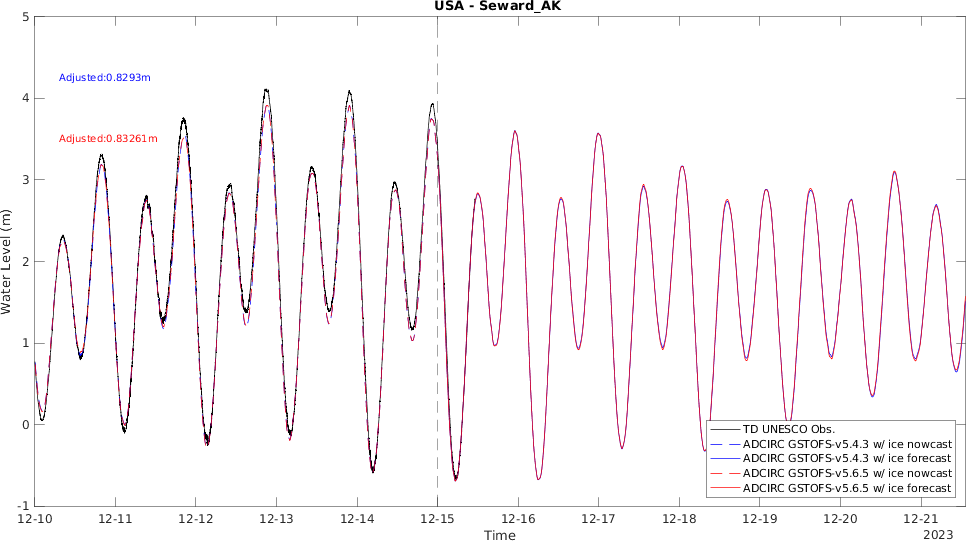 USA - Seward_AK
Adjusted:0.8293m
Adjusted:0.83261m
Water Level (m)
5
4
3
2
1
0
-1
12-10
12-11
12-12
12-13
12-14
12-15
12-16
12-17
12-18
12-19
12-20
12-21
Time
2023
TD UNESCO Obs.
ADCIRC GSTOFS-v5.4.3 w/ ice nowcast
ADCIRC GSTOFS-v5.4.3 w/ ice forecast
ADCIRC GSTOFS-v5.6.5 w/ ice nowcast
ADCIRC GSTOFS-v5.6.5 w/ ice forecast